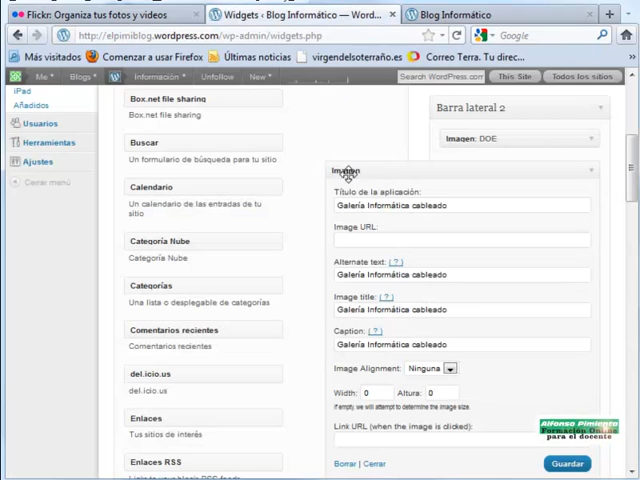 Flickr: Organiza tus fotos y videos
Widgets ‹ Blog Informático — Word...
Blog Informático
http://elpimiblog.wordpress.com/wp-admin/widgets.php
Google
Más visitados
Comenzar a usar Firefox
Últimas noticias
virgendelsoterraño.es
Correo Terra. Tu direc...
Me
Blogs
Información
Unfollow
New
Search WordPress.com
This Site
Todos los sitios
iPad
Añadidos
Usuarios
Herramientas
Ajustes
Cerrar menú
Box.net file sharing
Box.net file sharing
Buscar
Un formulario de búsqueda para tu sitio
Calendario
Un calendario de las entradas de tu
sitio
Categoría Nube
Categoría Nube
Categorías
Una lista o desplegable de categorías
Comentarios recientes
Comentarios recientes
del.icio.us
del.icio.us
Enlaces
Tus sitios de interés
Enlaces RSS
Barra lateral 2
Imagen: DOE
Imagen
Título de la aplicación:
Galería Informática cableado
Image URL:
Alternate text: ( ? )
Galería Informática cableado
Image title: ( ? )
Galería Informática cableado
Caption: ( ? )
Galería Informática cableado
Image Alignment: Ninguna
Width: 0 Altura: 0
If empty, we will attempt to determine the image size.
Link URL (when the image is clicked):
Borrar | Cerrar
Guardar
Alfonso Pimienta
Formación Online
para el docente